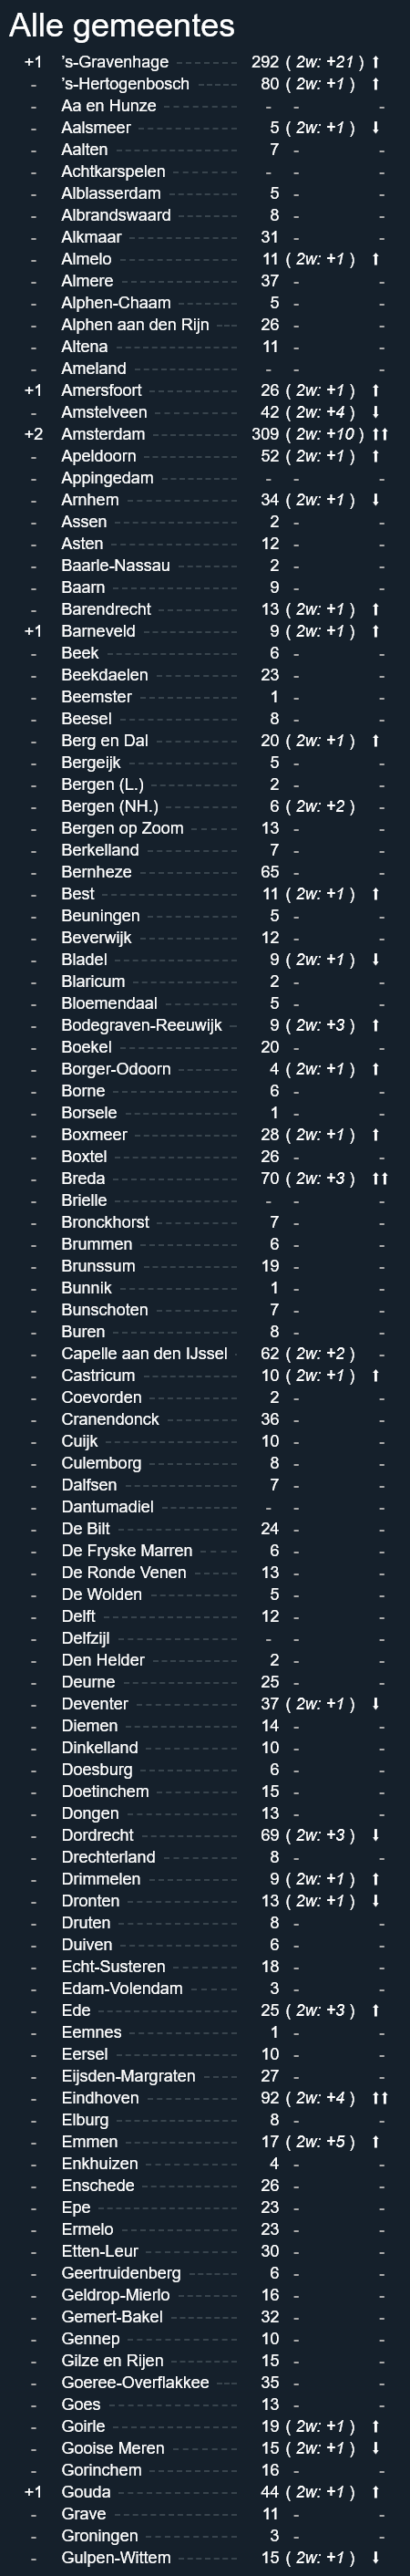 Alle gemeentes
+1 's-Gravenhage 292 ( 2w: +21 ) ⬆
- 's-Hertogenbosch 80 ( 2w: +1 ) ⬆
- Aa en Hunze - - -
- Aalsmeer 5 ( 2w: +1 ) ⬇
- Aalten 7 - -
- Achtkarspelen - - -
- Alblasserdam 5 - -
- Albrandswaard 8 - -
- Alkmaar 31 - -
- Almelo 11 ( 2w: +1 ) ⬆
- Almere 37 - -
- Alphen-Chaam 5 - -
- Alphen aan den Rijn 26 - -
- Altena 11 - -
- Ameland - - -
+1 Amersfoort 26 ( 2w: +1 ) ⬆
- Amstelveen 42 ( 2w: +4 ) ⬇
+2 Amsterdam 309 ( 2w: +10 ) ⬆⬆
- Apeldoorn 52 ( 2w: +1 ) ⬆
- Appingedam - - -
- Arnhem 34 ( 2w: +1 ) ⬇
- Assen 2 - -
- Asten 12 - -
- Baarle-Nassau 2 - -
- Baarn 9 - -
- Barendrecht 13 ( 2w: +1 ) ⬆
+1 Barneveld 9 ( 2w: +1 ) ⬆
- Beek 6 - -
- Beekdaelen 23 - -
- Beemster 1 - -
- Beesel 8 - -
- Berg en Dal 20 ( 2w: +1 ) ⬆
- Bergeijk 5 - -
- Bergen (L.) 2 - -
- Bergen (NH.) 6 ( 2w: +2 ) -
- Bergen op Zoom 13 - -
- Berkelland 7 - -
- Bernheze 65 - -
- Best 11 ( 2w: +1 ) ⬆
- Beuningen 5 - -
- Beverwijk 12 - -
- Bladel 9 ( 2w: +1 ) ⬇
- Blaricum 2 - -
- Bloemendaal 5 - -
- Bodegraven-Reeuwijk 9 ( 2w: +3 ) ⬆
- Boekel 20 - -
- Borger-Odoorn 4 ( 2w: +1 ) ⬆
- Borne 6 - -
- Borsele 1 - -
- Boxmeer 28 ( 2w: +1 ) ⬆
- Boxtel 26 - -
- Breda 70 ( 2w: +3 ) ⬆⬆
- Brielle - - -
- Bronckhorst 7 - -
- Brummen 6 - -
- Brunssum 19 - -
- Bunnik 1 - -
- Bunschoten 7 - -
- Buren 8 - -
- Capelle aan den IJssel 62 ( 2w: +2 ) -
- Castricum 10 ( 2w: +1 ) ⬆
- Coevorden 2 - -
- Cranendonck 36 - -
- Cuijk 10 - -
- Culemborg 8 - -
- Dalfsen 7 - -
- Dantumadiel - - -
- De Bilt 24 - -
- De Fryske Marren 6 - -
- De Ronde Venen 13 - -
- De Wolden 5 - -
- Delft 12 - -
- Delfzijl - - -
- Den Helder 2 - -
- Deurne 25 - -
- Deventer 37 ( 2w: +1 ) ⬇
- Diemen 14 - -
- Dinkelland 10 - -
- Doesburg 6 - -
- Doetinchem 15 - -
- Dongen 13 - -
- Dordrecht 69 ( 2w: +3 ) ⬇
- Drechterland 8 - -
- Drimmelen 9 ( 2w: +1 ) ⬆
- Dronten 13 ( 2w: +1 ) ⬇
- Druten 8 - -
- Duiven 6 - -
- Echt-Susteren 18 - -
- Edam-Volendam 3 - -
- Ede 25 ( 2w: +3 ) ⬆
- Eemnes 1 - -
- Eersel 10 - -
- Eijsden-Margraten 27 - -
- Eindhoven 92 ( 2w: +4 ) ⬆⬆
- Elburg 8 - -
- Emmen 17 ( 2w: +5 ) ⬆
- Enkhuizen 4 - -
- Enschede 26 - -
- Epe 23 - -
- Ermelo 23 - -
- Etten-Leur 30 - -
- Geertruidenberg 6 - -
- Geldrop-Mierlo 16 - -
- Gemert-Bakel 32 - -
- Gennep 10 - -
- Gilze en Rijen 15 - -
- Goeree-Overflakkee 35 - -
- Goes 13 - -
- Goirle 19 ( 2w: +1 ) ⬆
- Gooise Meren 15 ( 2w: +1 ) ⬇
- Gorinchem 16 - -
+1 Gouda 44 ( 2w: +1 ) ⬆
- Grave 11 - -
- Groningen 3 - -
- Gulpen-Wittem 15 ( 2w: +1 ) ⬇